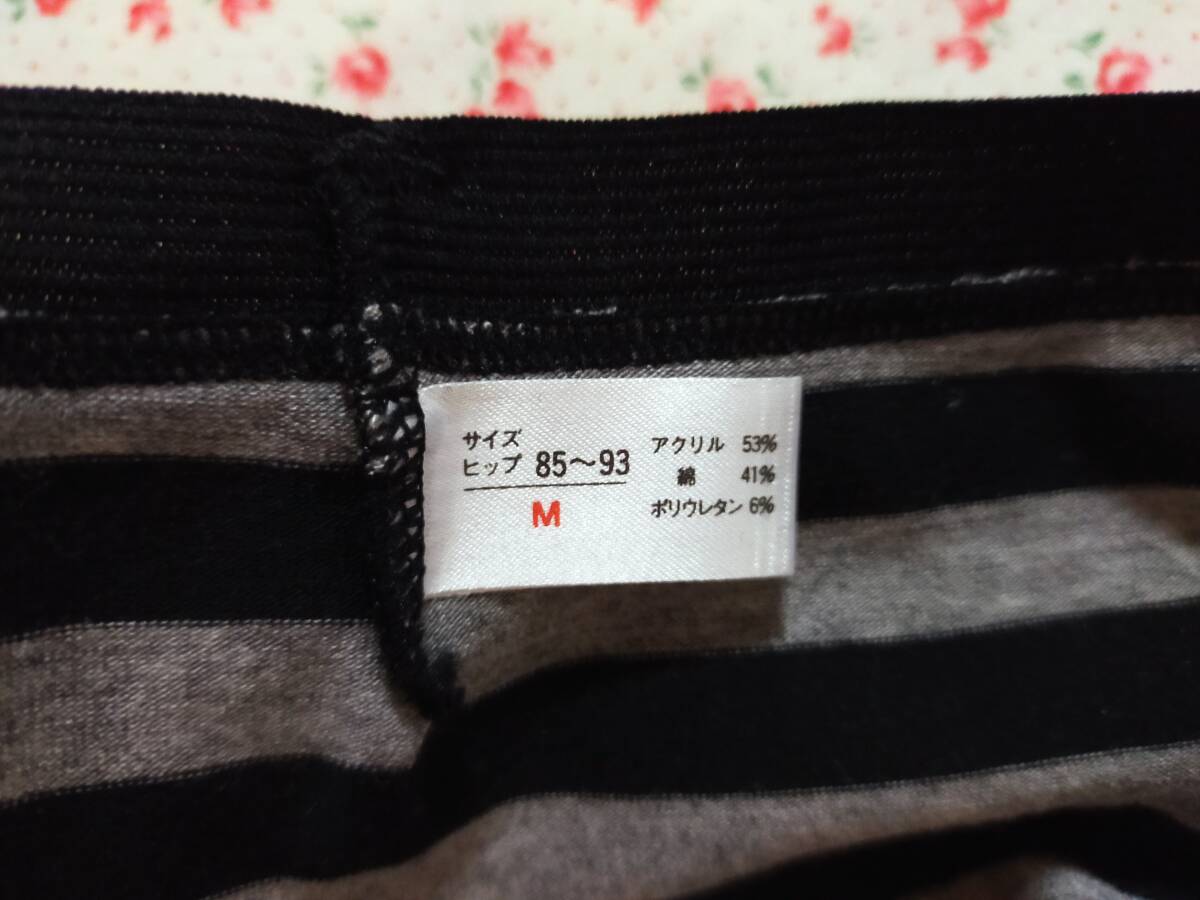 サイズ
ヒップ 85～93
M
アクリル 53%
綿 41%
ポリウレタン 6%